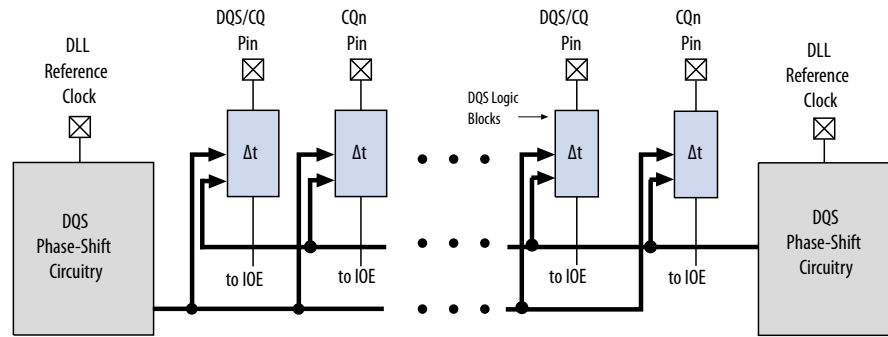 DLL
Reference
Clock
DQS/CQ
Pin
CQn
Pin
DQS/CQ
Pin
CQn
Pin
DLL
Reference
Clock
DQS Logic
Blocks
Δt
Δt
Δt
Δt
DQS
Phase-Shift
Circuitry
DQS
Phase-Shift
Circuitry
to IOE
to IOE
to IOE
to IOE